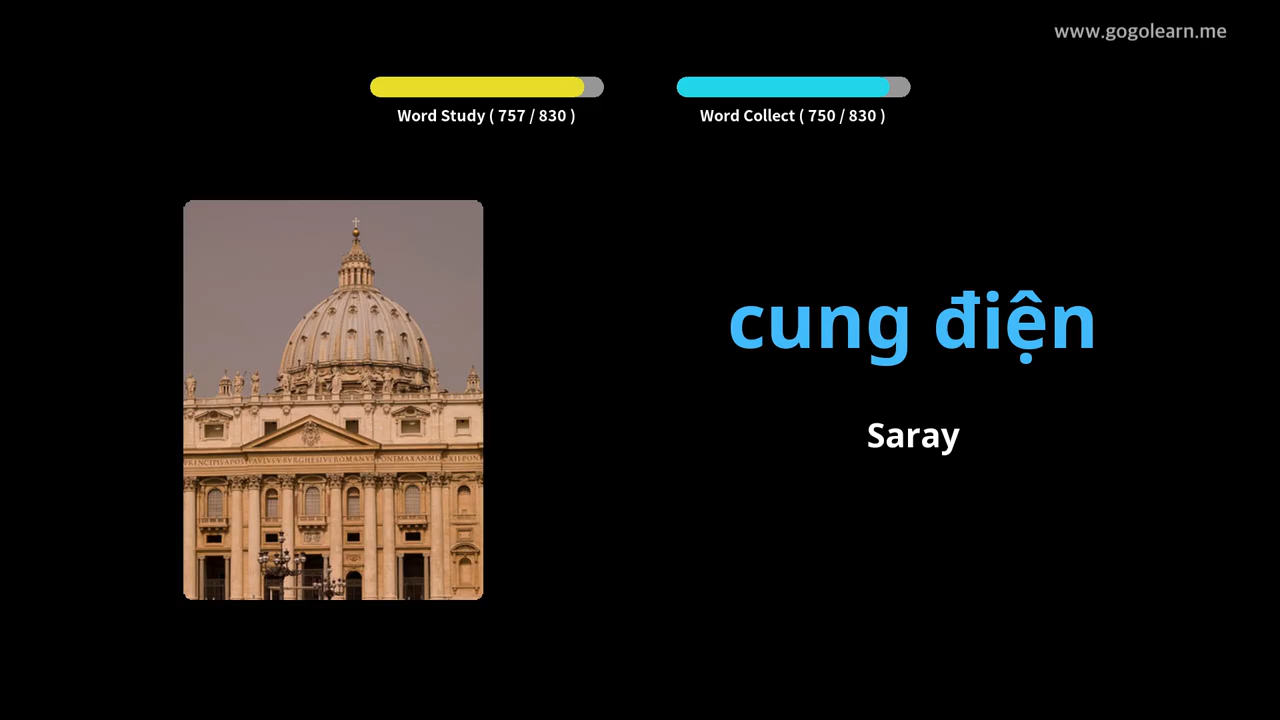 www.gogolearn.me
Word Study ( 757 / 830 )
Word Collect ( 750 / 830 )
cung điện
Saray